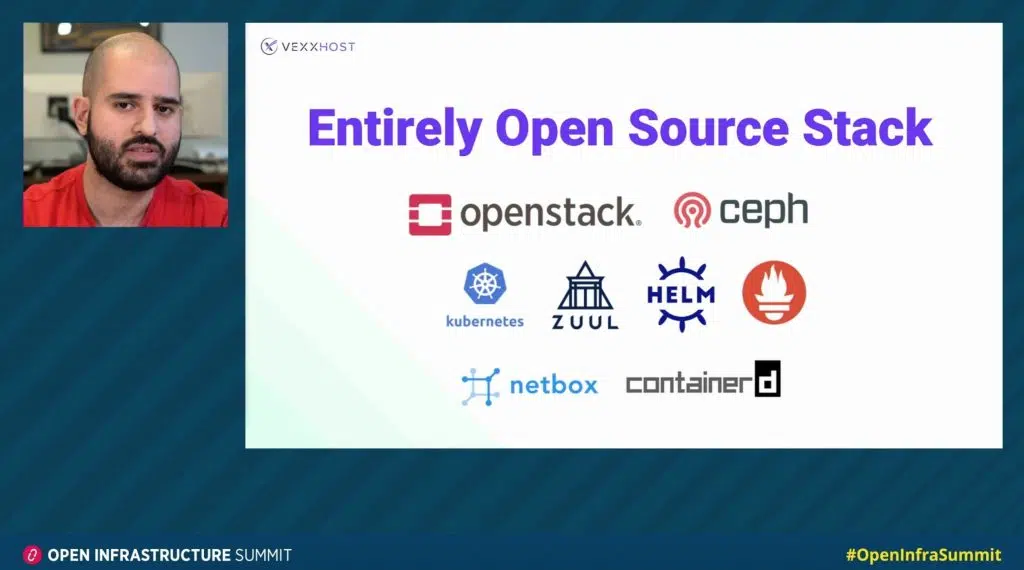 VEXXHOST
Entirely Open Source Stack
openstack®
ceph
kubernetes
ZUUL
HELM
netbox
containerd
OPEN INFRASTRUCTURE SUMMIT
#OpenInfraSummit